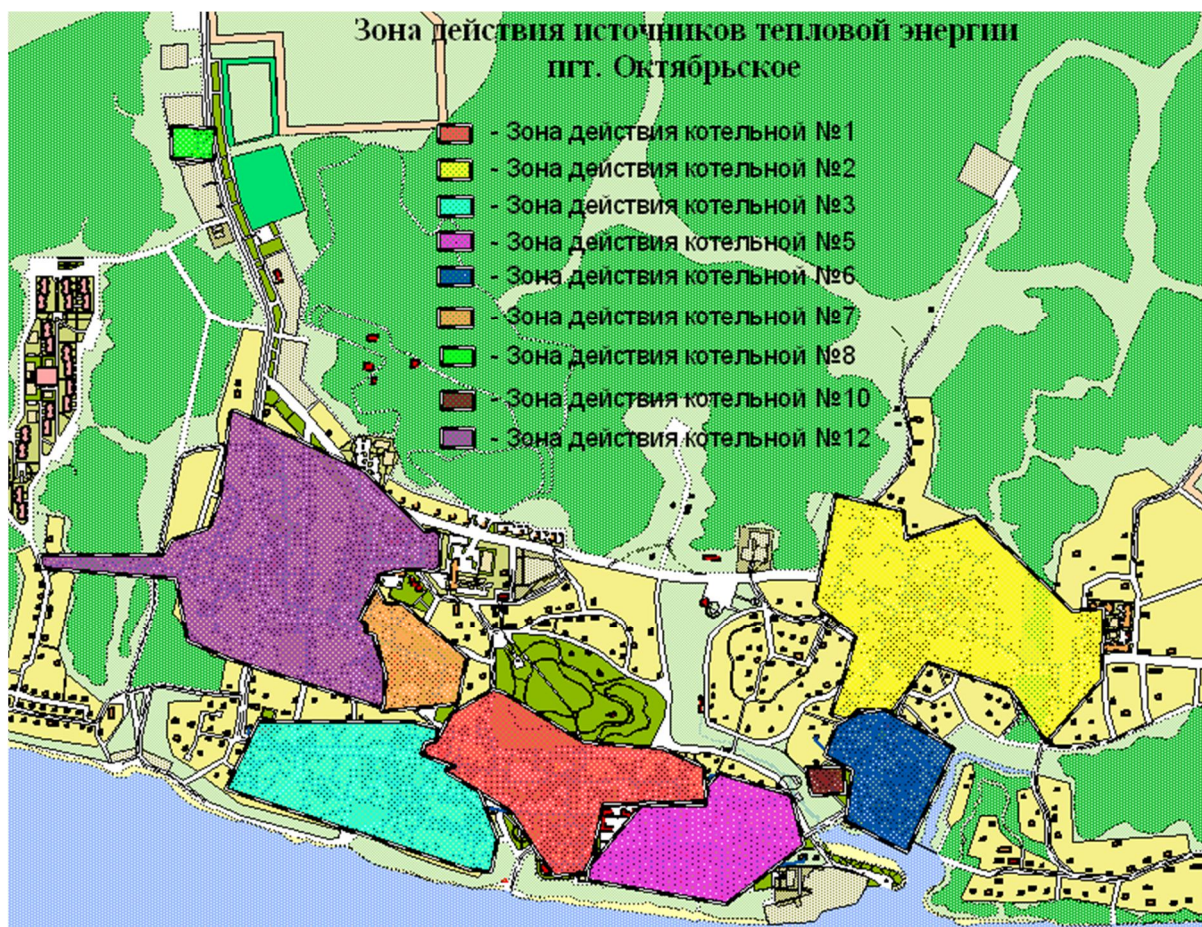 Зона действия источников тепловой энергии
пгт. Октябрьское
- Зона действия котельной №1
- Зона действия котельной №2
- Зона действия котельной №3
- Зона действия котельной №5
- Зона действия котельной №6
- Зона действия котельной №7
- Зона действия котельной №8
- Зона действия котельной №10
- Зона действия котельной №12